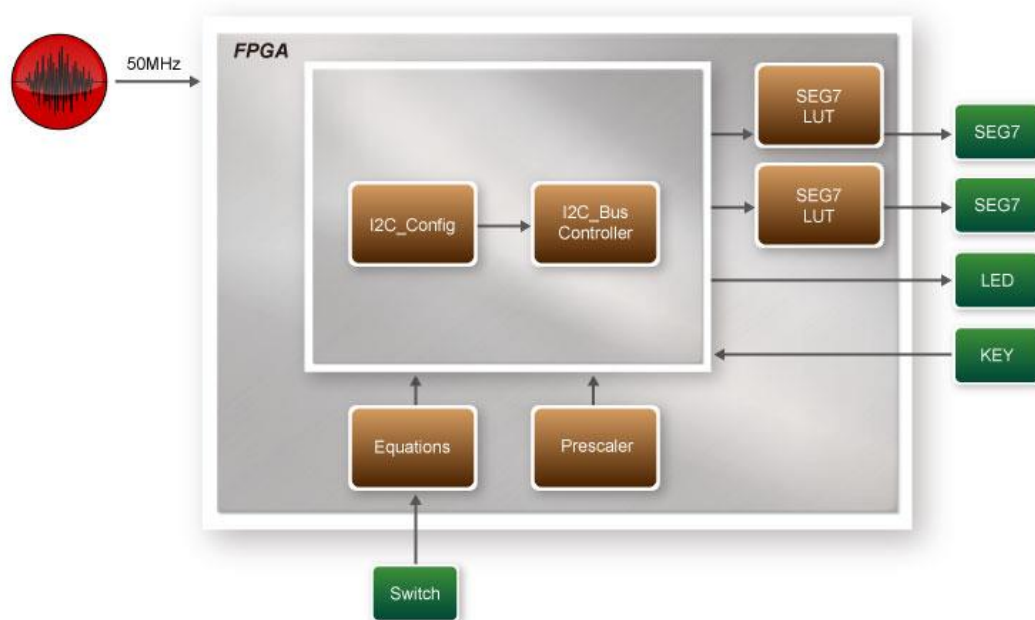 50MHz
FPGA
SEG7
LUT
SEG7
I2C_Config
I2C_Bus
Controller
SEG7
LUT
SEG7
LED
KEY
Equations
Prescaler
Switch